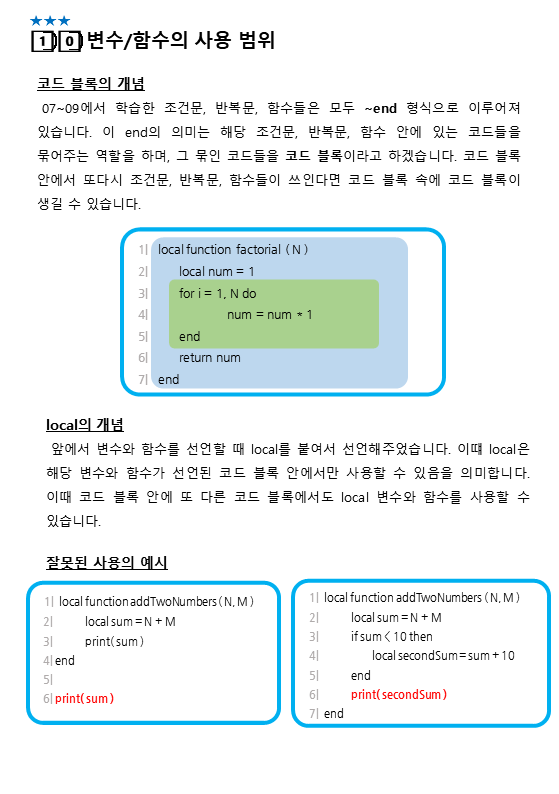 ★★★
10 변수/함수의 사용 범위
코드 블록의 개념
07~09에서 학습한 조건문, 반복문, 함수들은 모두 ~end 형식으로 이루어져
있습니다. 이 end의 의미는 해당 조건문, 반복문, 함수 안에 있는 코드들을
묶어주는 역할을 하며, 그 묶인 코드들을 코드 블록이라고 하겠습니다. 코드 블록
안에서 또다시 조건문, 반복문, 함수들이 쓰인다면 코드 블록 속에 코드 블록이
생길 수 있습니다.
1| local function factorial ( N )
2| local num = 1
3| for i = 1, N do
4| num = num * 1
5| end
6| return num
7| end
local의 개념
앞에서 변수와 함수를 선언할 때 local를 붙여서 선언해주었습니다. 이떄 local은
해당 변수와 함수가 선언된 코드 블록 안에서만 사용할 수 있음을 의미합니다.
이때 코드 블록 안에 또 다른 코드 블록에서도 local 변수와 함수를 사용할 수
있습니다.
잘못된 사용의 예시
1| local function addTwoNumbers ( N, M )
2| local sum = N + M
3| print( sum )
4| end
5|
6| print( sum )
1| local function addTwoNumbers ( N, M )
2| local sum = N + M
3| if sum < 10 then
4| local secondSum = sum + 10
5| end
6| print( secondSum )
7| end